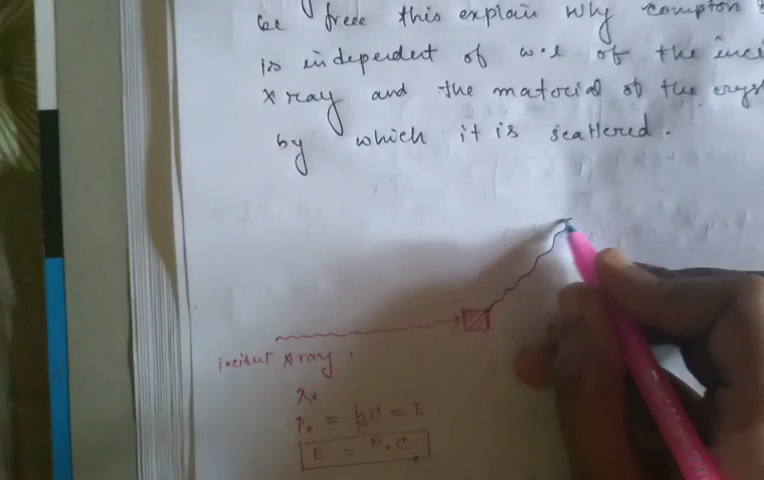 be free this explain why compton
is independent of w.l of the inci
x ray and the material of the crys
by which it is scattered.
incident xray.
λ₀
p₀ = hν/c = E
E = p₀c